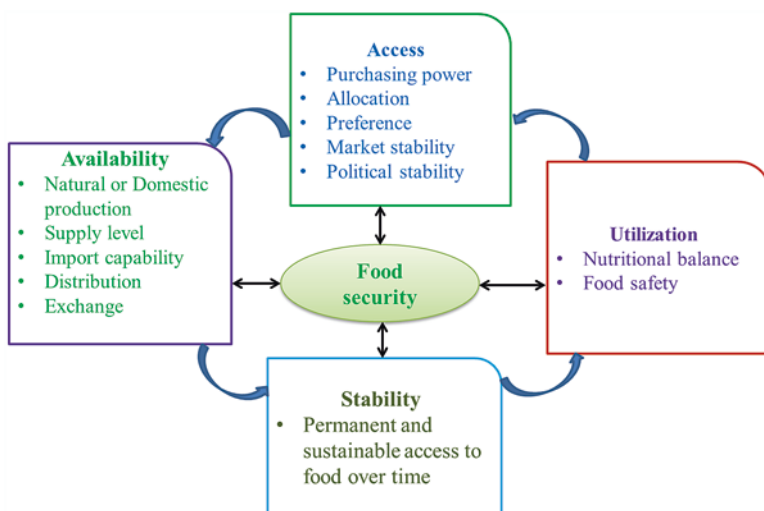 Access
• Purchasing power
• Allocation
• Preference
• Market stability
• Political stability
Availability
• Natural or Domestic
production
• Supply level
• Import capability
• Distribution
• Exchange
Food
security
Utilization
• Nutritional balance
• Food safety
Stability
• Permanent and
sustainable access to
food over time